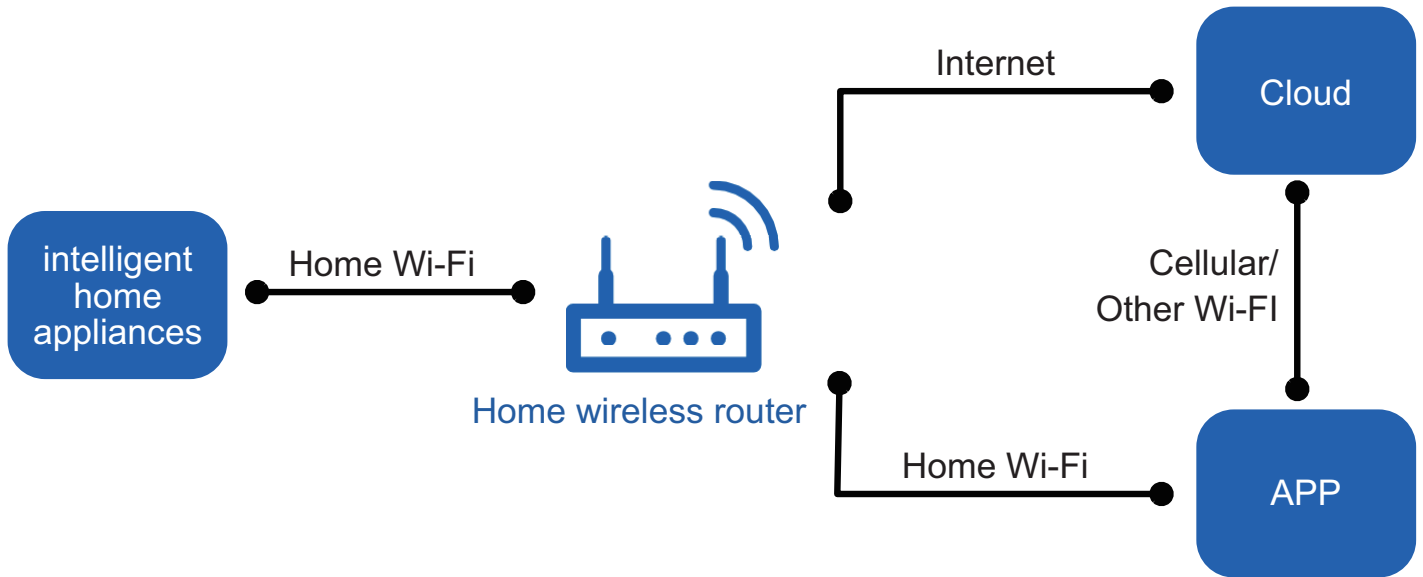 Internet
Cloud
intelligent
home
appliances
Home Wi-Fi
Cellular/
Other Wi-FI
Home wireless router
Home Wi-Fi
APP